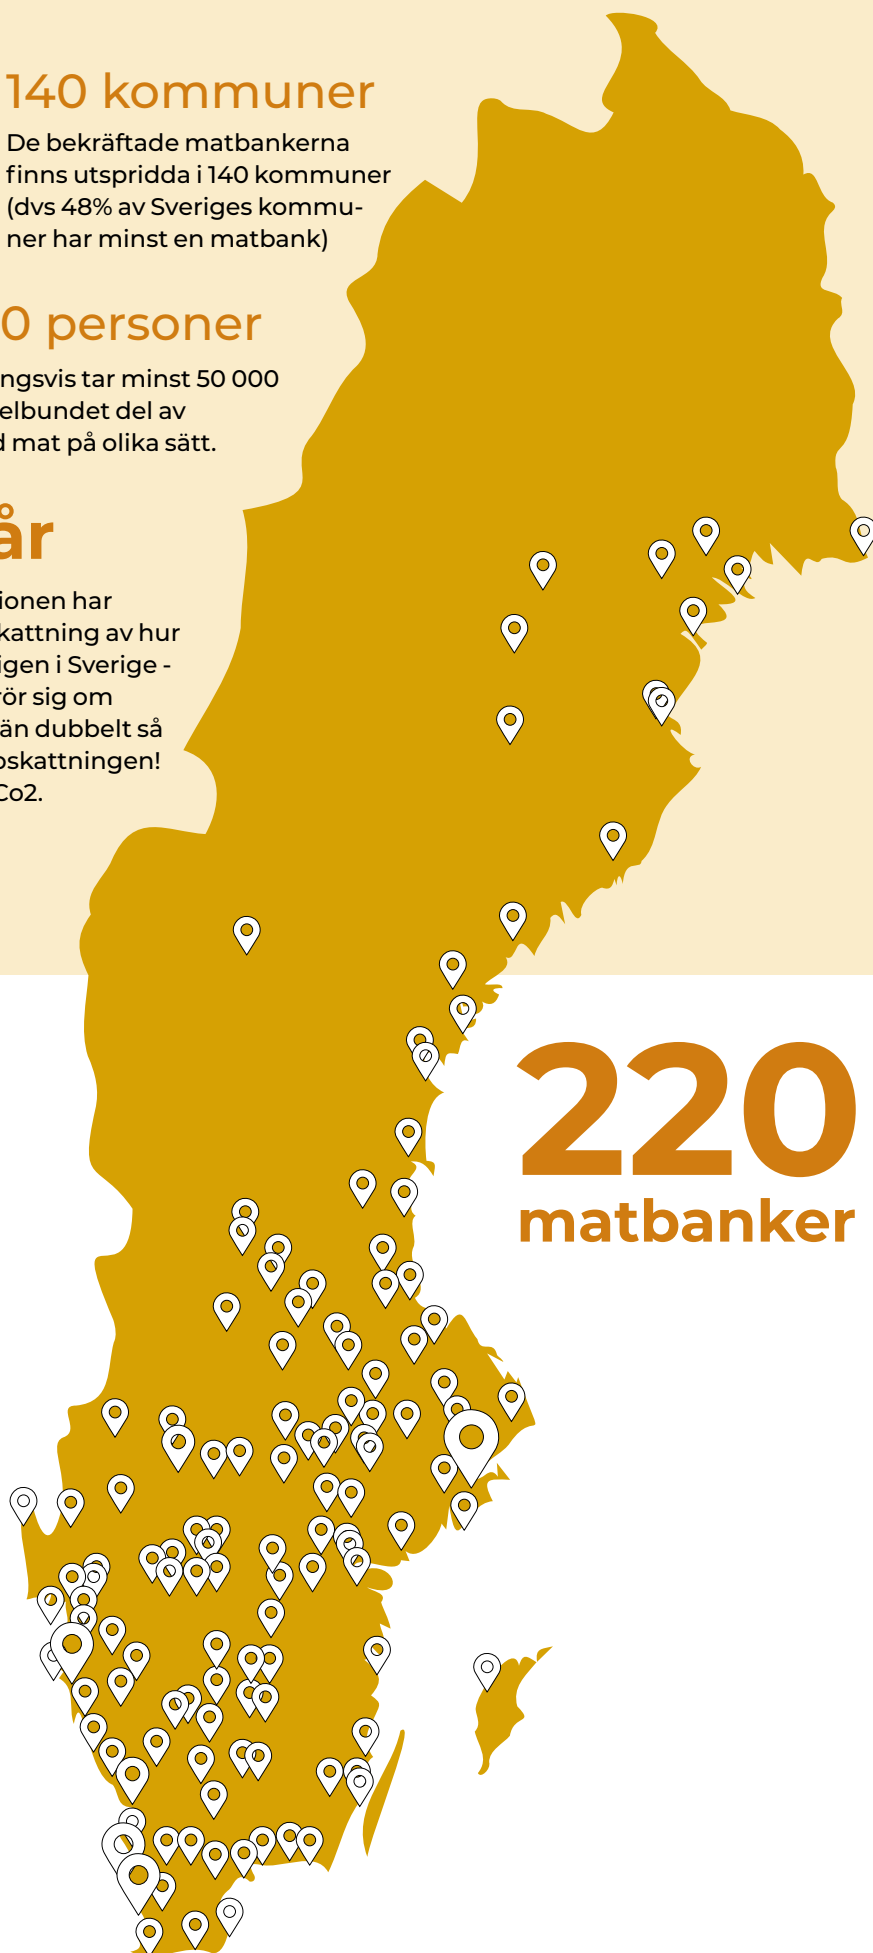 140 kommuner
De bekräftade matbankerna
finns utspridda i 140 kommuner
(dvs 48% av Sveriges kommu-
ner har minst en matbank)
0 personer
ngsvis tar minst 50 000
elbundet del av
d mat på olika sätt.
år
ionen har
kattning av hur
igen i Sverige -
rör sig om
än dubbelt så
pskattningen!
Co2.
220
matbanker